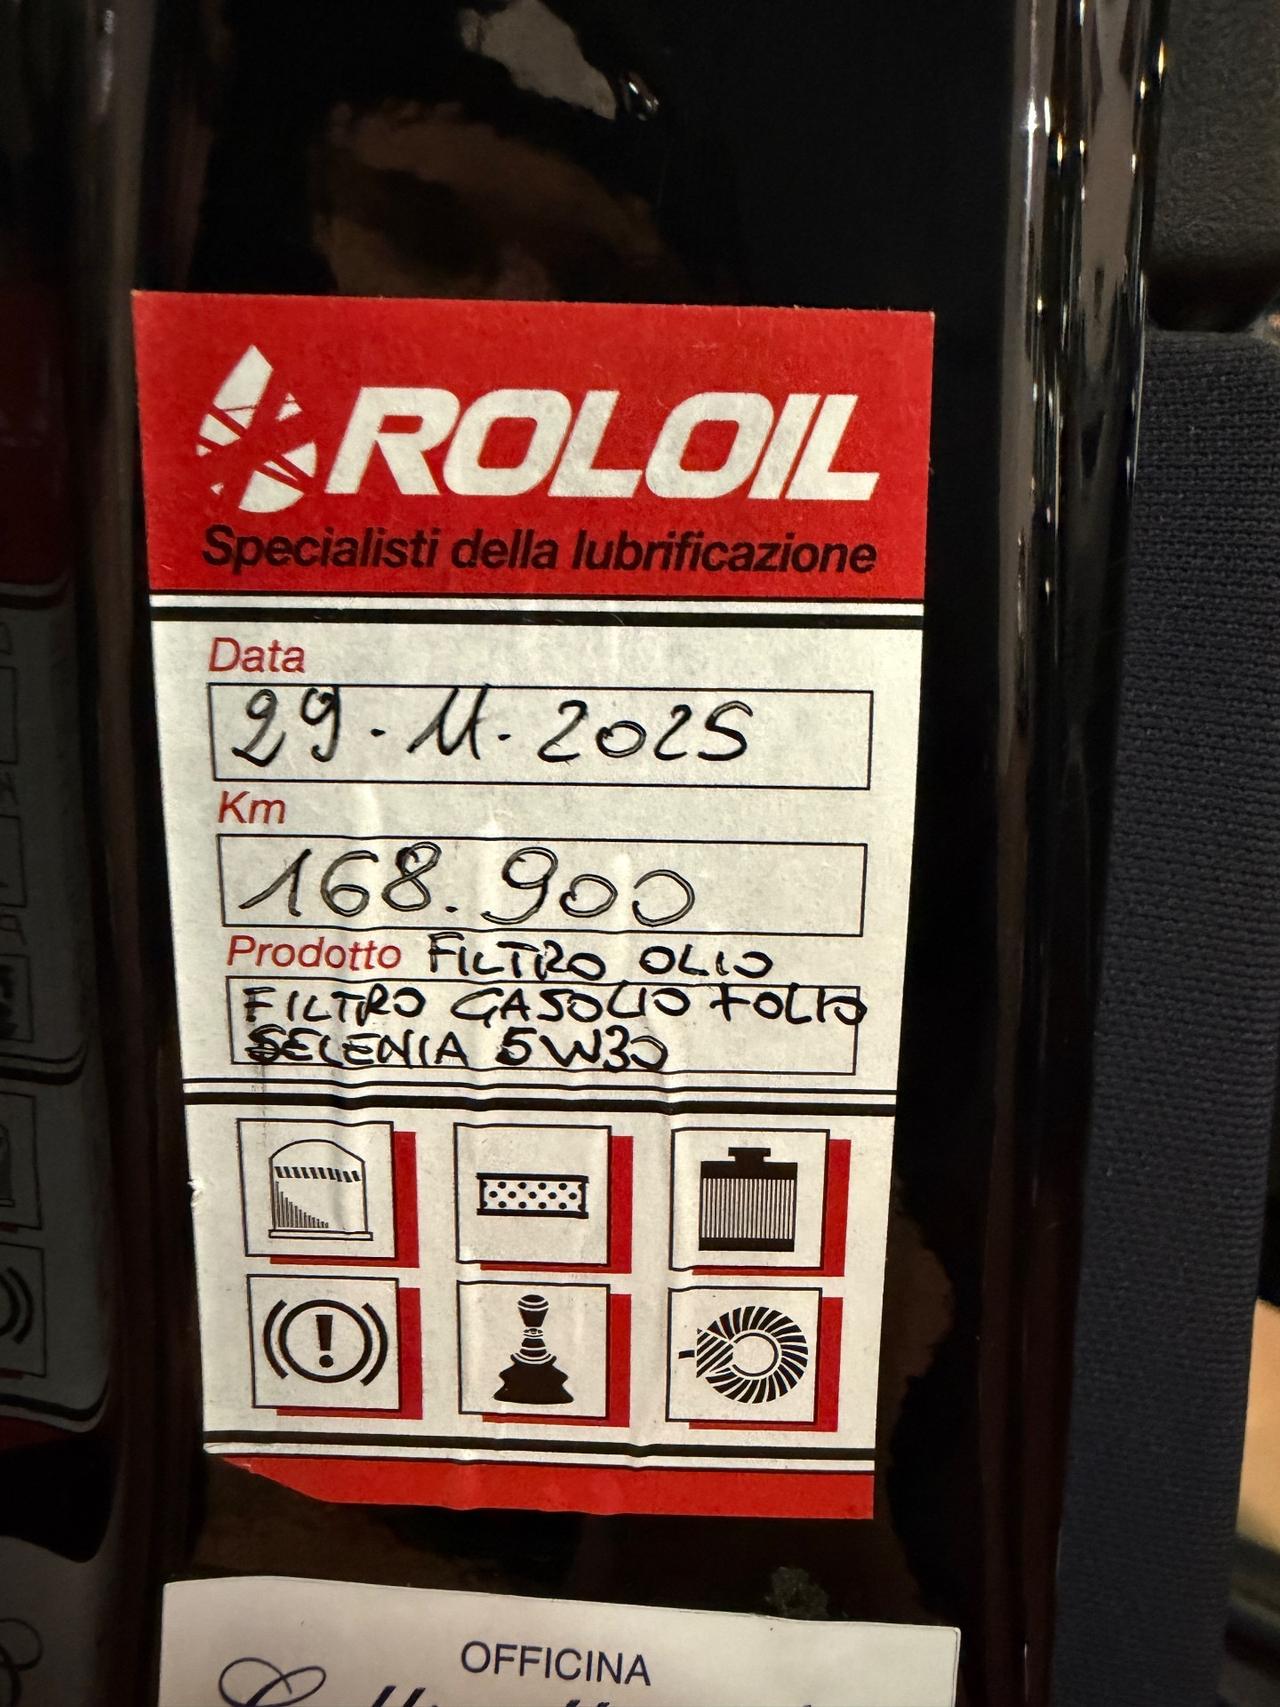 ROLOIL
Specialisti della lubrificazione
Data
29.11.2025
Km
168.900
Prodotto FILTRO OLIO
FILTRO GASOLIO + OLIO
SELENIA 5W30
OFFICINA